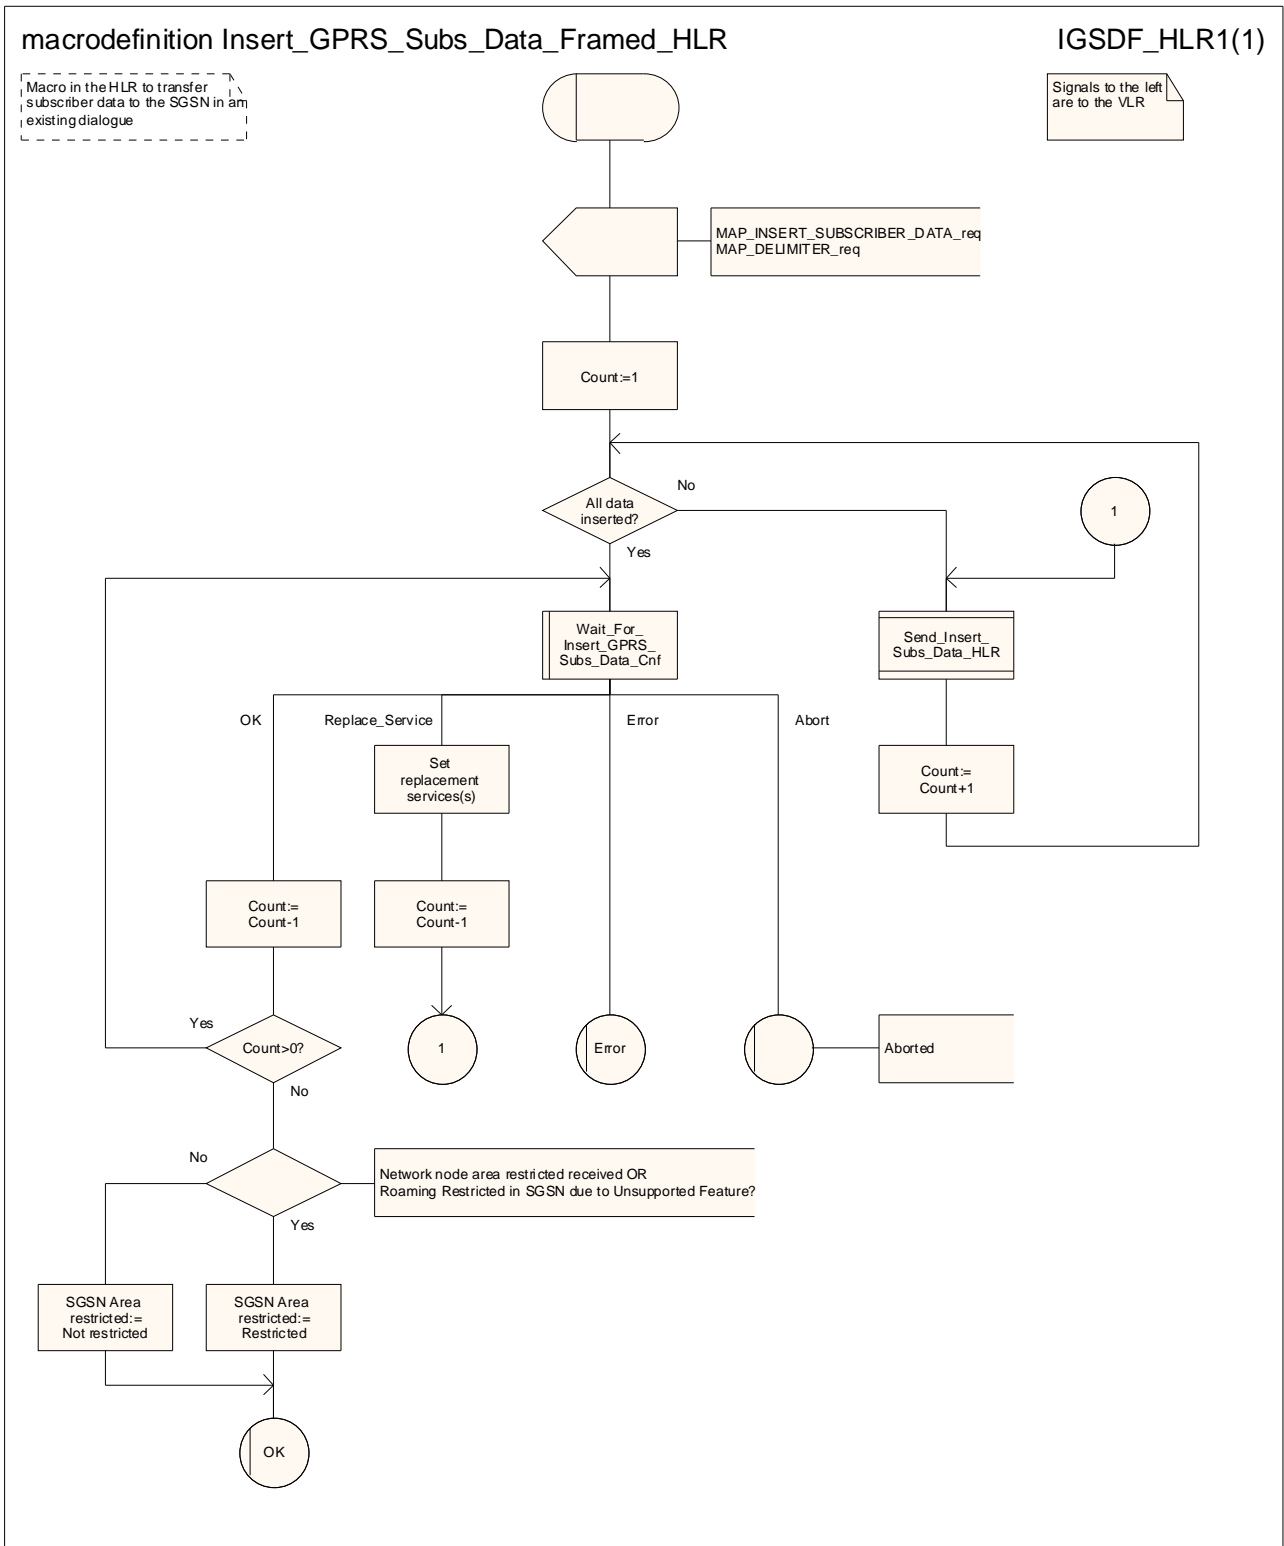 macrodefinition Insert_GPRS_Subs_Data_Framed_HLR
IGSDF_HLR1(1)
Macro in the HLR to transfer
subscriber data to the SGSN in an
existing dialogue
Signals to the left
are to the VLR
MAP_INSERT_SUBSCRIBER_DATA_req
MAP_DELIMITER_req
Count:=1
All data
inserted?
No
1
Yes
Wait_For_
Insert_GPRS_
Subs_Data_Cnf
Send_Insert_
Subs_Data_HLR
OK
Replace_Service
Error
Abort
Set
replacement
services(s)
Count:=
Count+1
Count:=
Count-1
Count:=
Count-1
Yes
Count>0?
1
Error
Aborted
No
No
Network node area restricted received OR
Roaming Restricted in SGSN due to Unsupported Feature?
Yes
SGSN Area
restricted:=
Not restricted
SGSN Area
restricted:=
Restricted
OK